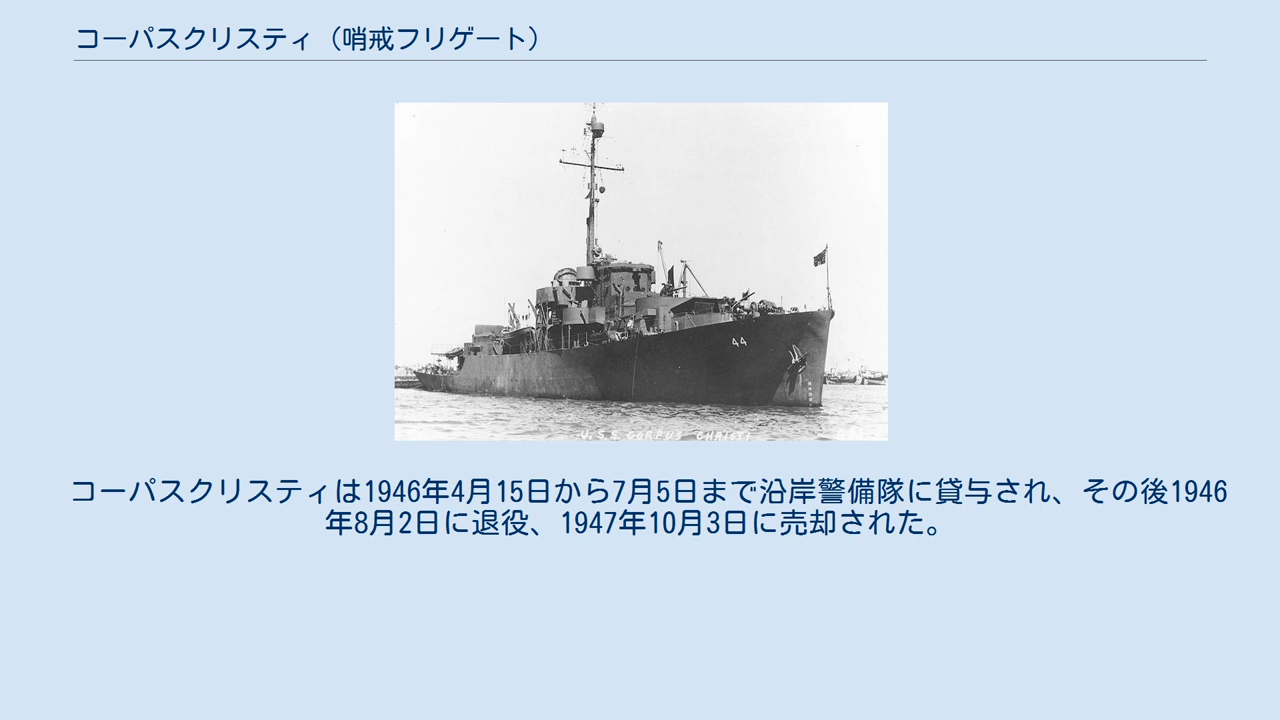 コーパスクリスティ（哨戒フリゲート）
44
U.S.S. CORPUS CHRISTI
コーパスクリスティは1946年4月15日から7月5日まで沿岸警備隊に貸与され、その後1946
年8月2日に退役、1947年10月3日に売却された。